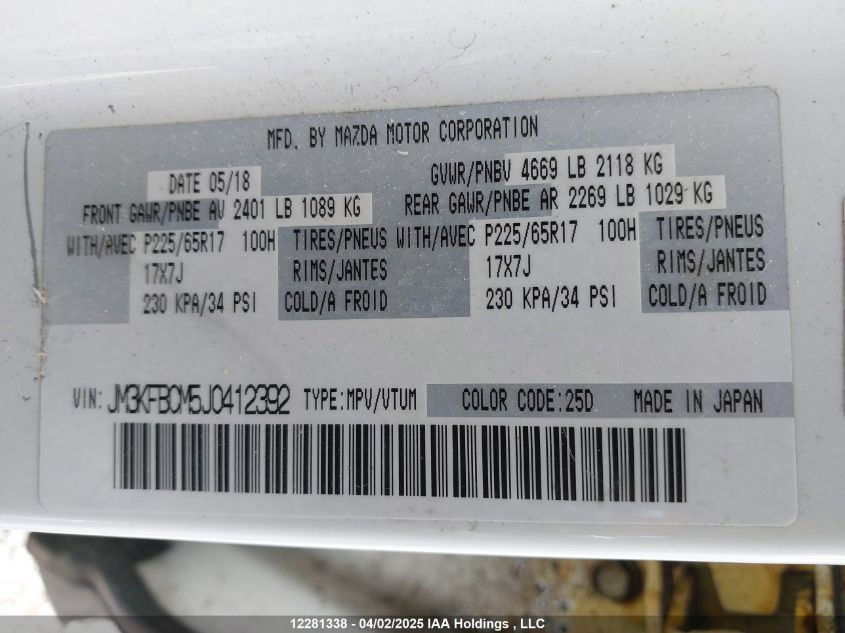 MFD. BY MAZDA MOTOR CORPORATION
DATE 05/18 GVWR/PNBV 4669 LB 2118 KG
FRONT GAWR/PNBE AV 2401 LB 1089 KG REAR GAWR/PNBE AR 2269 LB 1029 KG
WITH/AVEC P225/65R17 100H TIRES/PNEUS WITH/AVEC P225/65R17 100H TIRES/PNEUS
17X7J RIMS/JANTES 17X7J RIMS/JANTES
230 KPA/34 PSI COLD/A FROID 230 KPA/34 PSI COLD/A FROID
VIN: JM3KFBCM5J0412392 TYPE:MPV/VTUM COLOR CODE:25D MADE IN JAPAN
12281338 - 04/02/2025 IAA Holdings , LLC